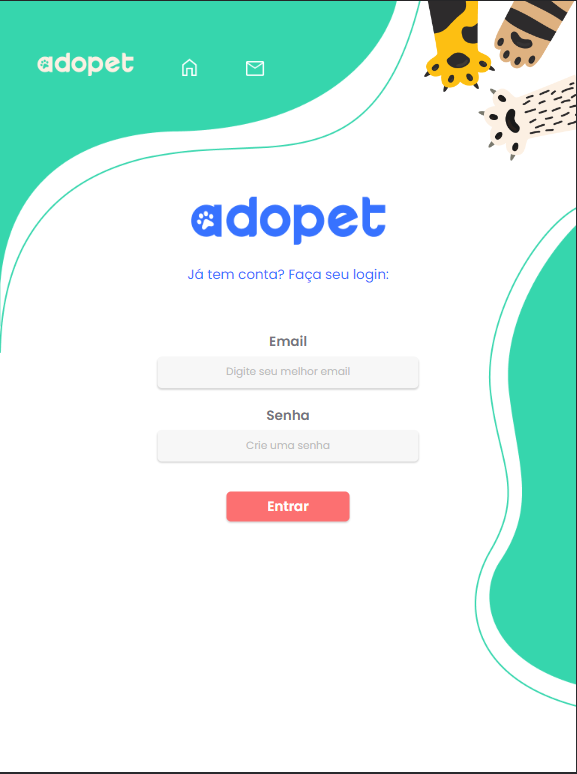 adopet
adopet
Já tem conta? Faça seu login:
Email
Digite seu melhor email
Senha
Crie uma senha
Entrar